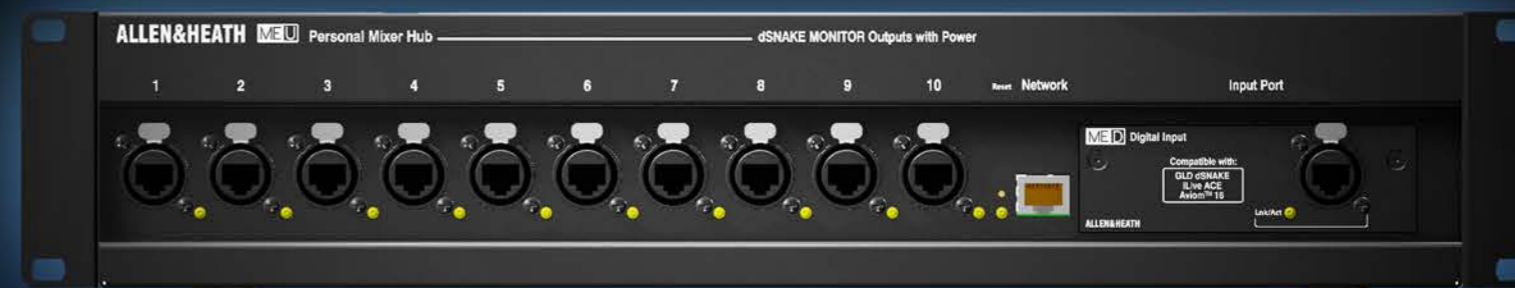 ALLEN&HEATH ME U Personal Mixer Hub dSNAKE MONITOR Outputs with Power
1 2 3 4 5 6 7 8 9 10 Reset Network Input Port
ME D Digital Input
Compatible with:
GLD dSNAKE
iLive ACE
Aviom™ 16
Lnk/Act
ALLEN&HEATH